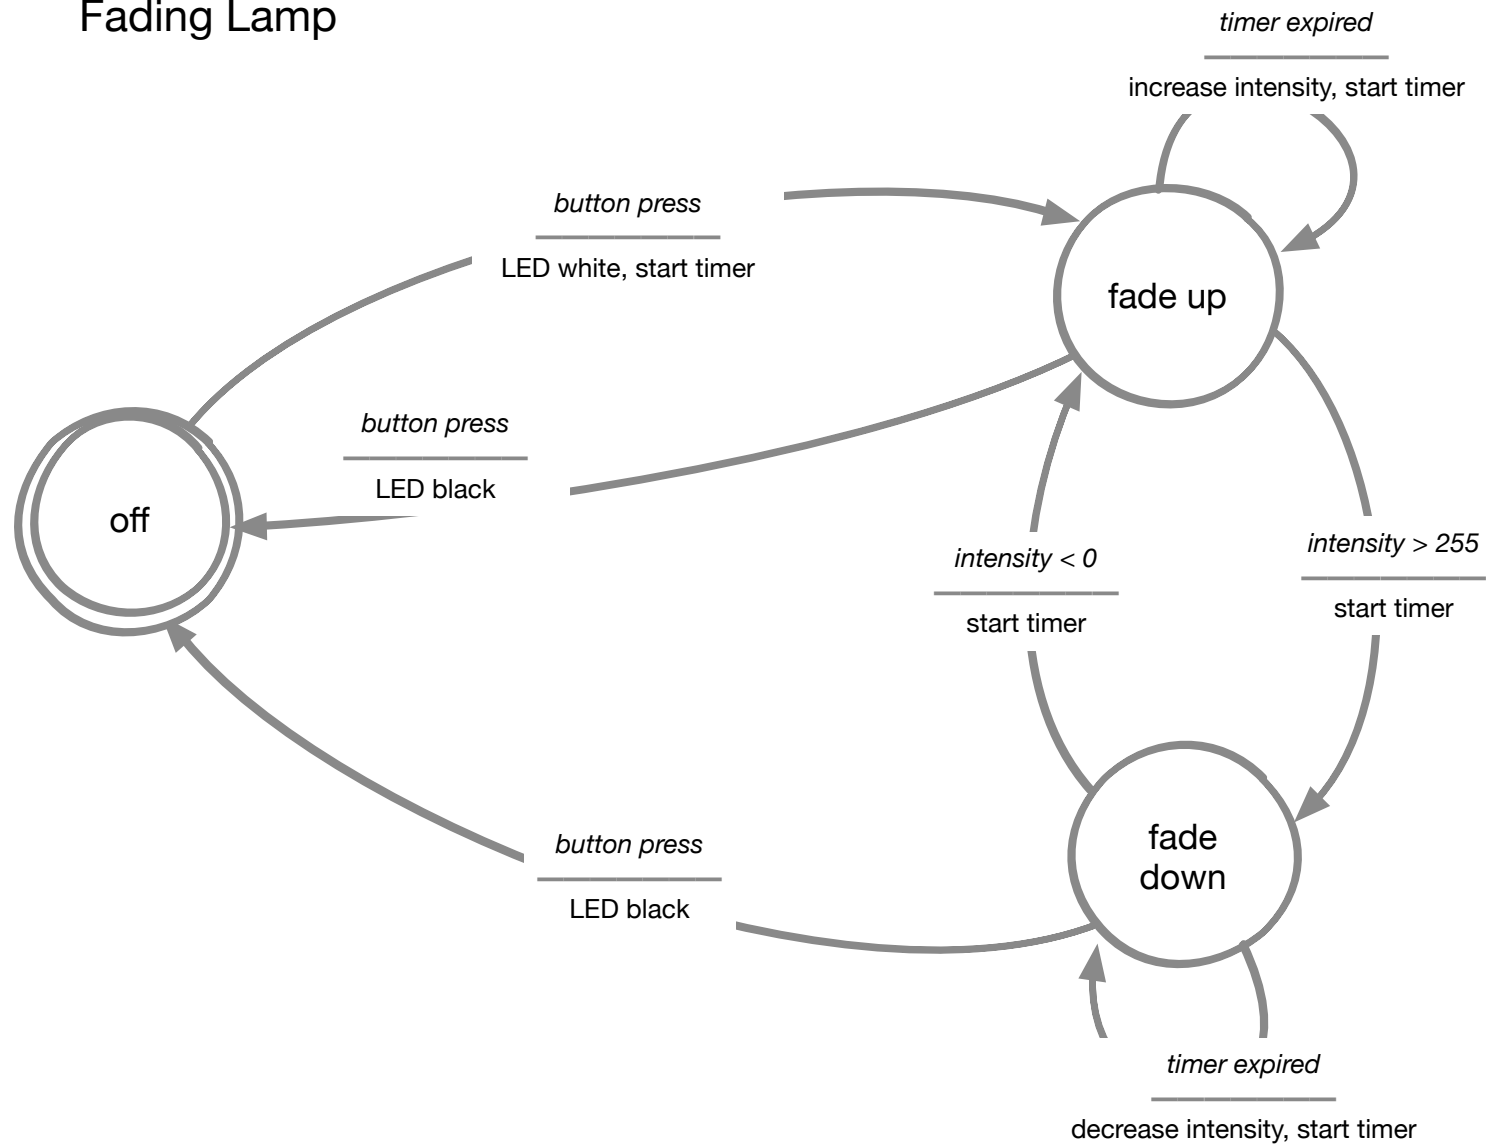 Fading Lamp
timer expired
increase intensity, start timer
button press
LED white, start timer
fade up
button press
LED black
off
intensity < 0
start timer
intensity > 255
start timer
fade
down
button press
LED black
timer expired
decrease intensity, start timer